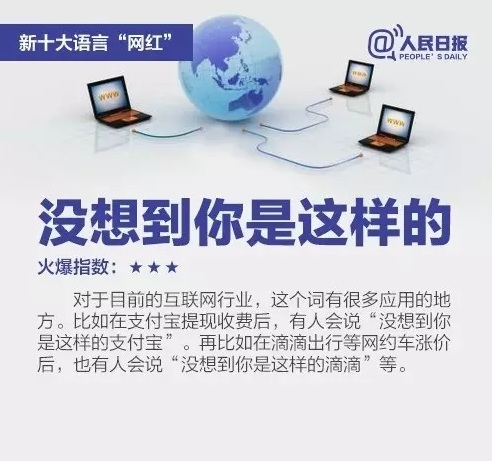 新十大语言“网红”
@人民日报
PEOPLE'S DAILY
www
www
www
没想到你是这样的
火爆指数：★★★
对于目前的互联网行业，这个词有很多应用的地
方。比如在支付宝提现收费后，有人会说“没想到你
是这样的支付宝”。再比如在滴滴出行等网约车涨价
后，也有人会说“没想到你是这样的滴滴”等。